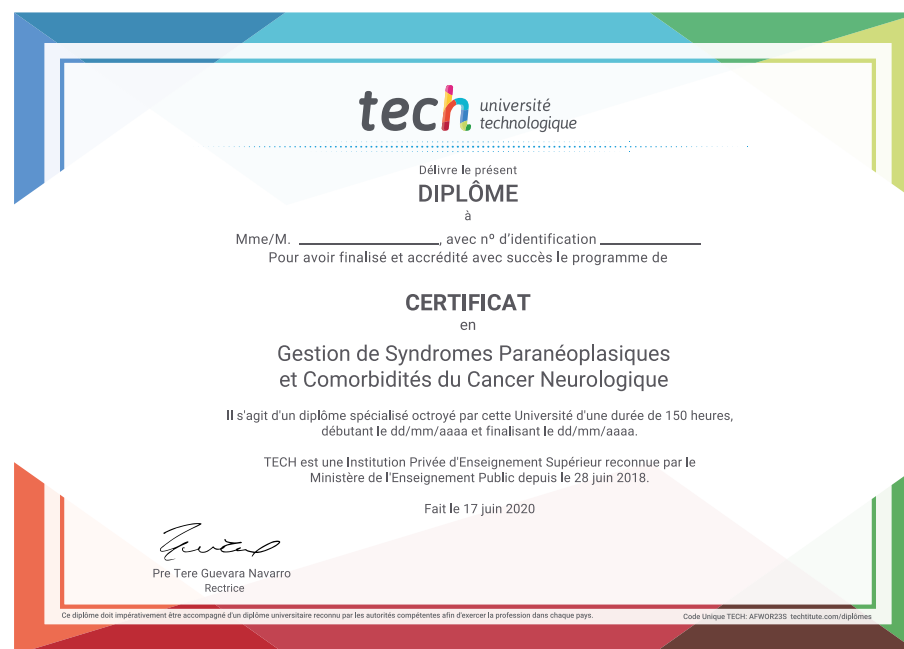 tech université
technologique
Délivre le présent
DIPLÔME
à
Mme/M. ____________, avec nº d'identification ____________
Pour avoir finalisé et accrédité avec succès le programme de
CERTIFICAT
en
Gestion de Syndromes Paranéoplasiques
et Comorbidités du Cancer Neurologique
Il s'agit d'un diplôme spécialisé octroyé par cette Université d'une durée de 150 heures,
débutant le dd/mm/aaaa et finalisant le dd/mm/aaaa.
TECH est une Institution Privée d'Enseignement Supérieur reconnue par le
Ministère de l'Enseignement Public depuis le 28 juin 2018.
Fait le 17 juin 2020
Pre Tere Guevara Navarro
Rectrice
Ce diplôme doit impérativement être accompagné d'un diplôme universitaire reconnu par les autorités compétentes afin d'exercer la profession dans chaque pays.
Code Unique TECH: AFWOR23S techtitute.com/diplômes